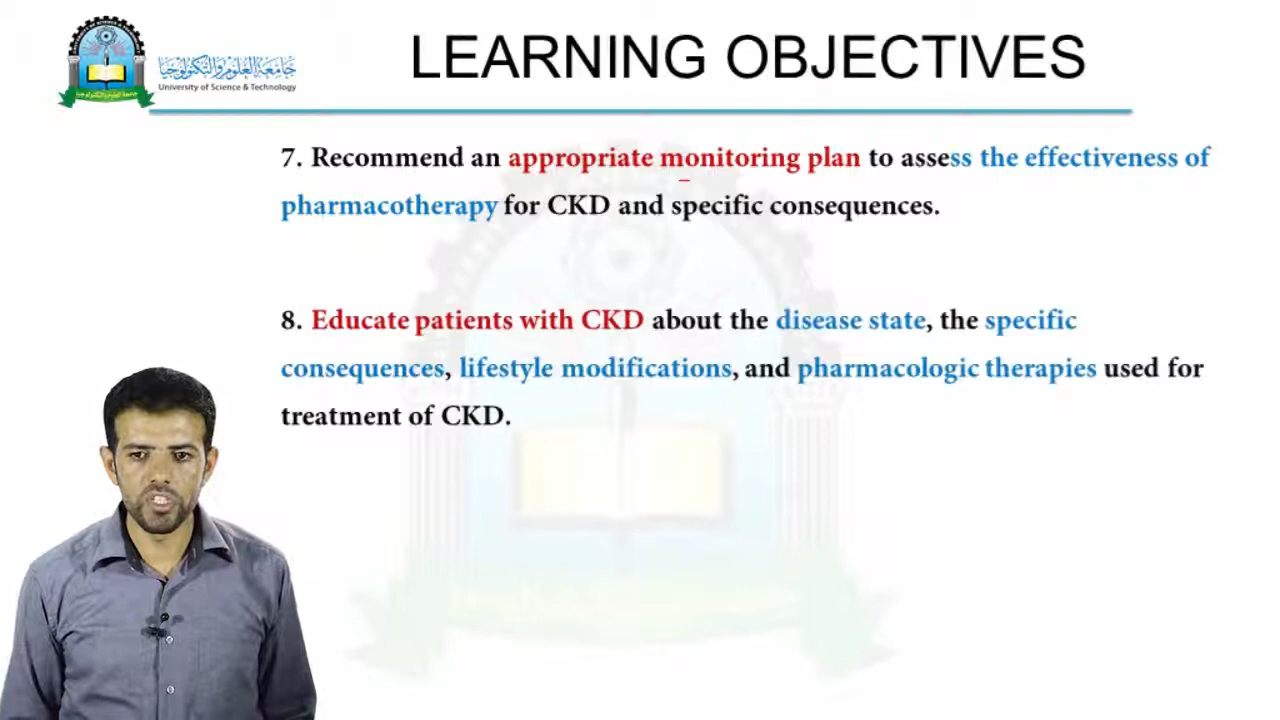 جامعة العلوم والتكنولوجيا
University of Science & Technology
LEARNING OBJECTIVES
7. Recommend an appropriate monitoring plan to assess the effectiveness of
pharmacotherapy for CKD and specific consequences.
8. Educate patients with CKD about the disease state, the specific
consequences, lifestyle modifications, and pharmacologic therapies used for
treatment of CKD.